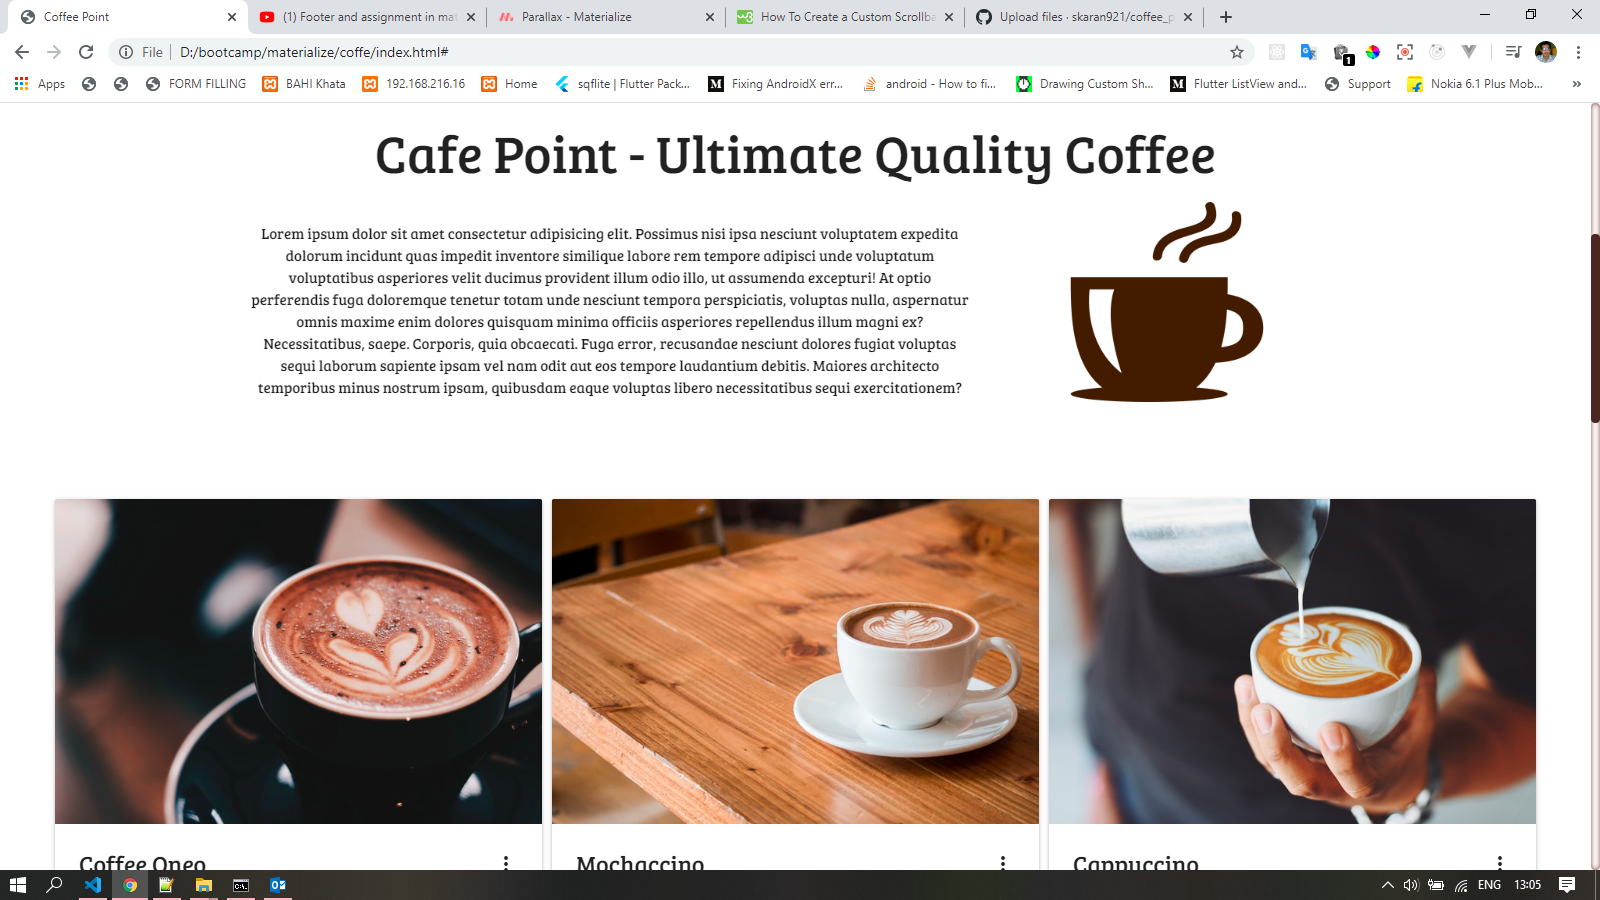 Coffee Point
(1) Footer and assignment in mat
Parallax - Materialize
How To Create a Custom Scrollba
Upload files · skaran921/coffee_p
File
D:/bootcamp/materialize/coffe/index.html#
1
Apps
FORM FILLING
BAHI Khata
192.168.216.16
Home
sqflite | Flutter Pack...
Fixing AndroidX err...
android - How to fi...
Drawing Custom Sh...
Flutter ListView and...
Support
Nokia 6.1 Plus Mob...
»
Cafe Point - Ultimate Quality Coffee
Lorem ipsum dolor sit amet consectetur adipisicing elit. Possimus nisi ipsa nesciunt voluptatem expedita
dolorum incidunt quas impedit inventore similique labore rem tempore adipisci unde voluptatum
voluptatibus asperiores velit ducimus provident illum odio illo, ut assumenda excepturi! At optio
perferendis fuga doloremque tenetur totam unde nesciunt tempora perspiciatis, voluptas nulla, aspernatur
omnis maxime enim dolores quisquam minima officiis asperiores repellendus illum magni ex?
Necessitatibus, saepe. Corporis, quia obcaecati. Fuga error, recusandae nesciunt dolores fugiat voluptas
sequi laborum sapiente ipsam vel nam odit aut eos tempore laudantium debitis. Maiores architecto
temporibus minus nostrum ipsam, quibusdam eaque voluptas libero necessitatibus sequi exercitationem?
Coffee Oneo
Mochaccino
Cappuccino
ENG
13:05